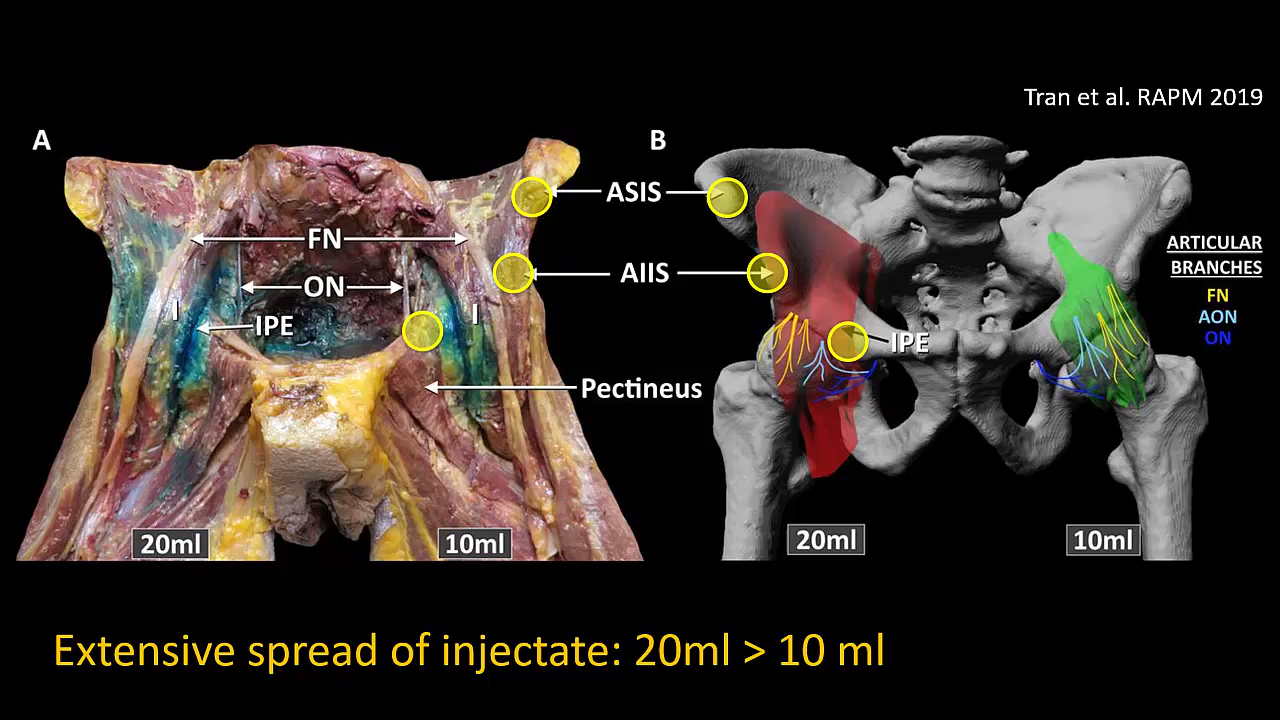 Tran et al. RAPM 2019
A
B
ASIS
FN
AIIS
ON
I
I
IPE
IPE
Pectineus
ARTICULAR
BRANCHES
FN
AON
ON
20ml
10ml
20ml
10ml
Extensive spread of injectate: 20ml > 10 ml